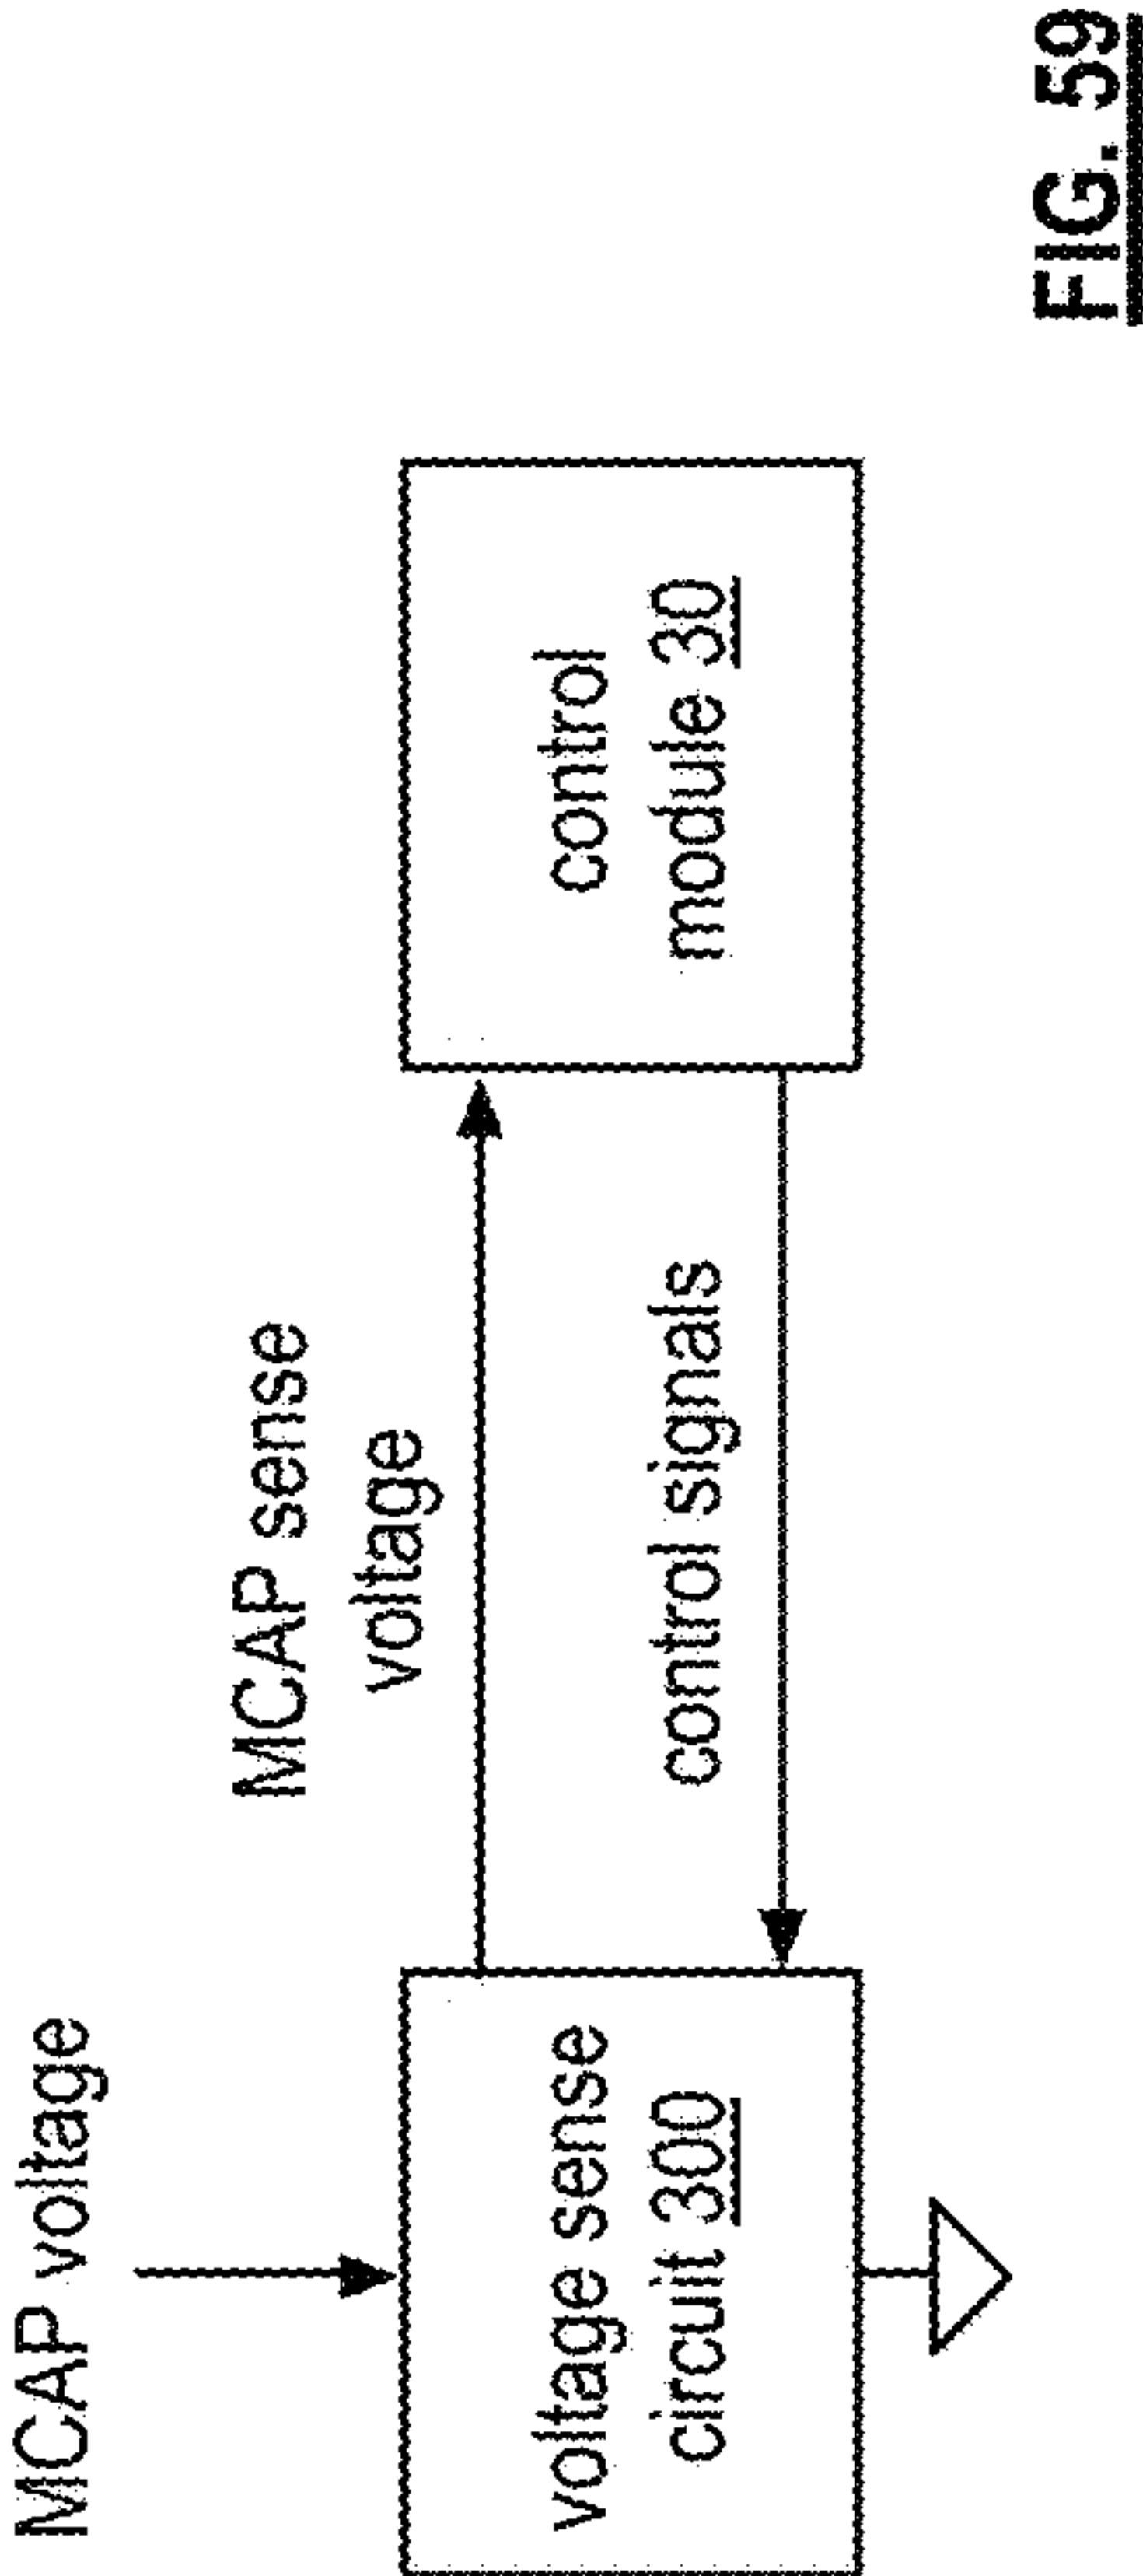 MCAP voltage
voltage sense
circuit 300
MCAP sense
voltage
control signals
control
module 30
FIG. 59